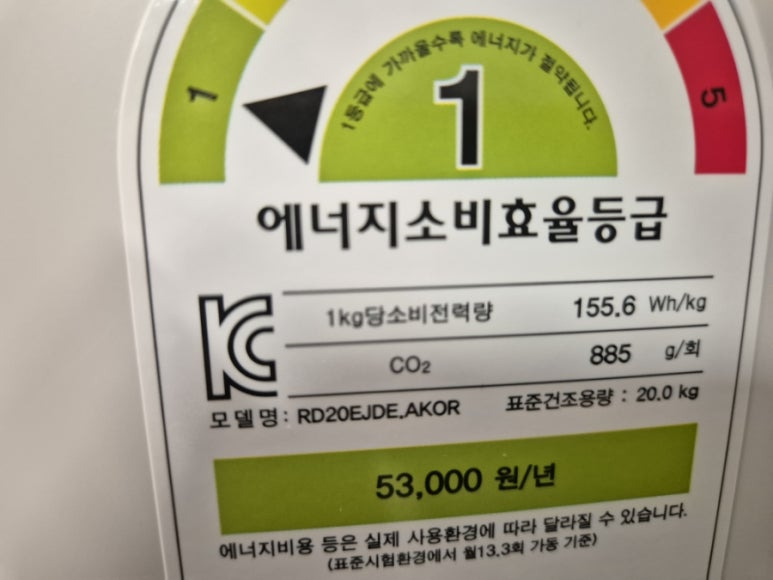 1등급에 가까울수록 에너지가 절약됩니다.
1
1
5
에너지소비효율등급
KC
1kg당소비전력량 155.6 Wh/kg
CO₂ 885 g/회
모델명: RD20EJDE.AKOR 표준건조용량 : 20.0 kg
53,000 원/년
에너지비용 등은 실제 사용환경에 따라 달라질 수 있습니다.
(표준시험환경에서 월13.3회 가동 기준)